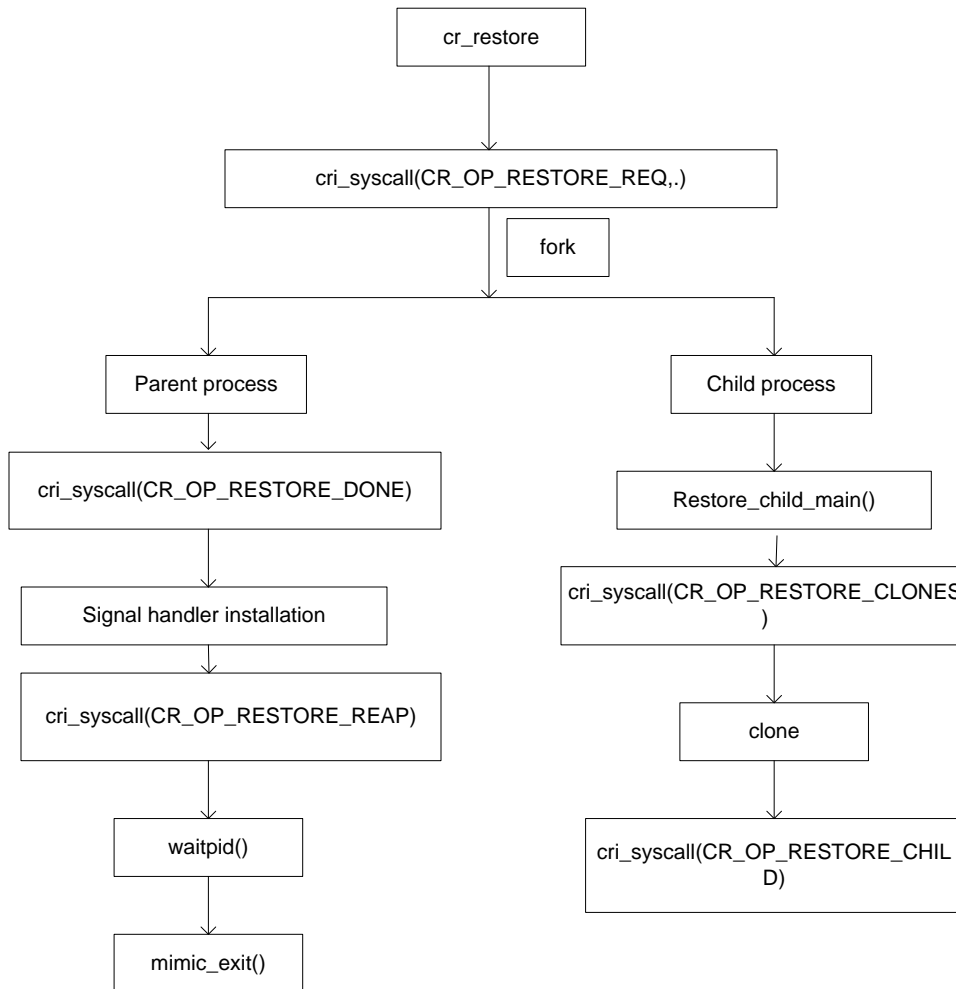 cr_restore
cri_syscall(CR_OP_RESTORE_REQ,.)
fork
Parent process
cri_syscall(CR_OP_RESTORE_DONE)
Signal handler installation
cri_syscall(CR_OP_RESTORE_REAP)
waitpid()
mimic_exit()
Child process
Restore_child_main()
cri_syscall(CR_OP_RESTORE_CLONES
)
clone
cri_syscall(CR_OP_RESTORE_CHIL
D)